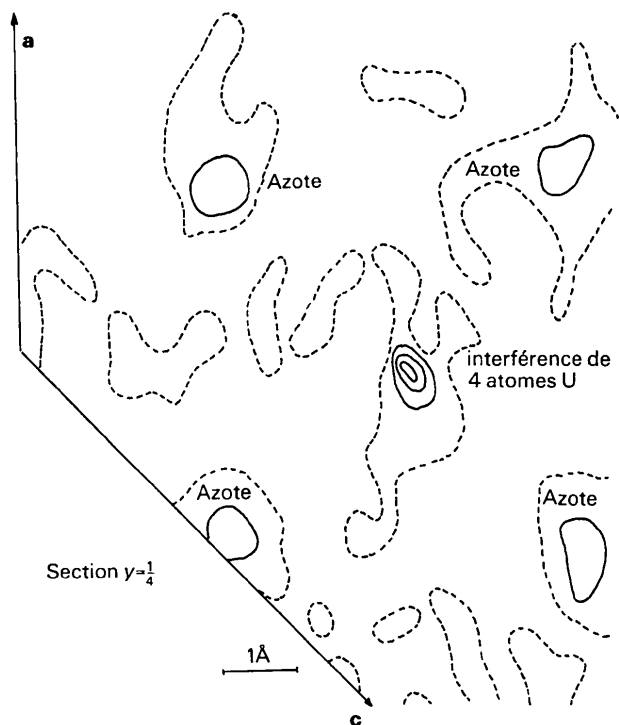 a
Azote
Azote
interférence de
4 atomes U
Azote
Azote
Section y=¼
1Å
c